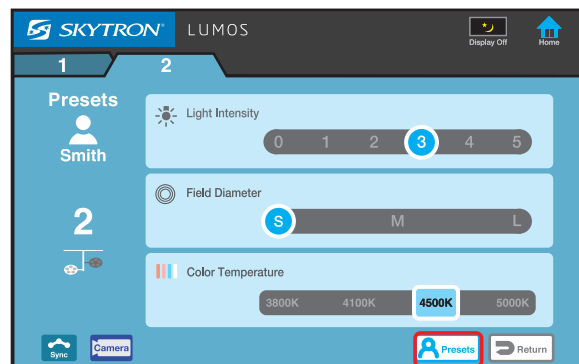 SKYTRON® LUMOS
Display Off
Home
1 2
Presets
Smith
2
Light Intensity
0 1 2 3 4 5
Field Diameter
S M L
Color Temperature
3800K 4100K 4500K 5000K
Sync
Camera
Presets
Return